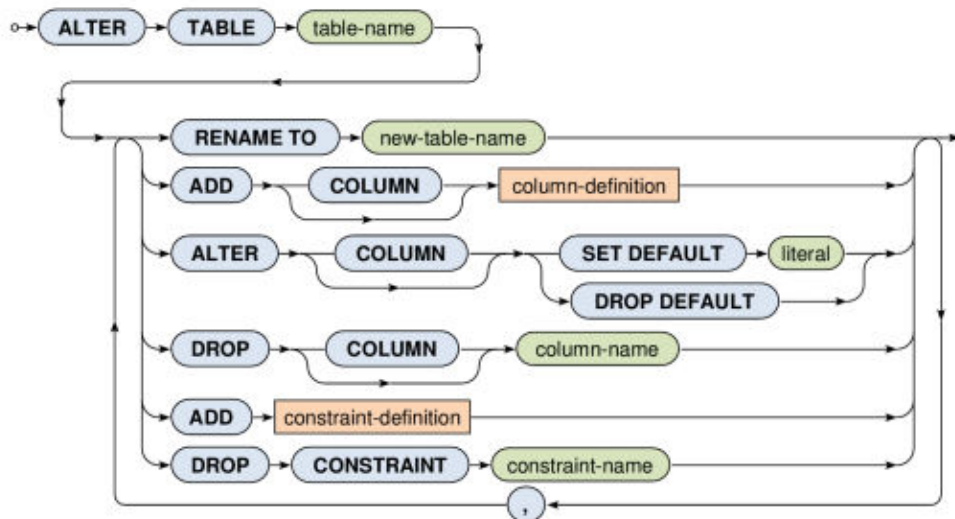 ALTER TABLE table-name
RENAME TO new-table-name
ADD COLUMN column-definition
ALTER COLUMN SET DEFAULT literal
DROP DEFAULT
DROP COLUMN column-name
ADD constraint-definition
DROP CONSTRAINT constraint-name
,